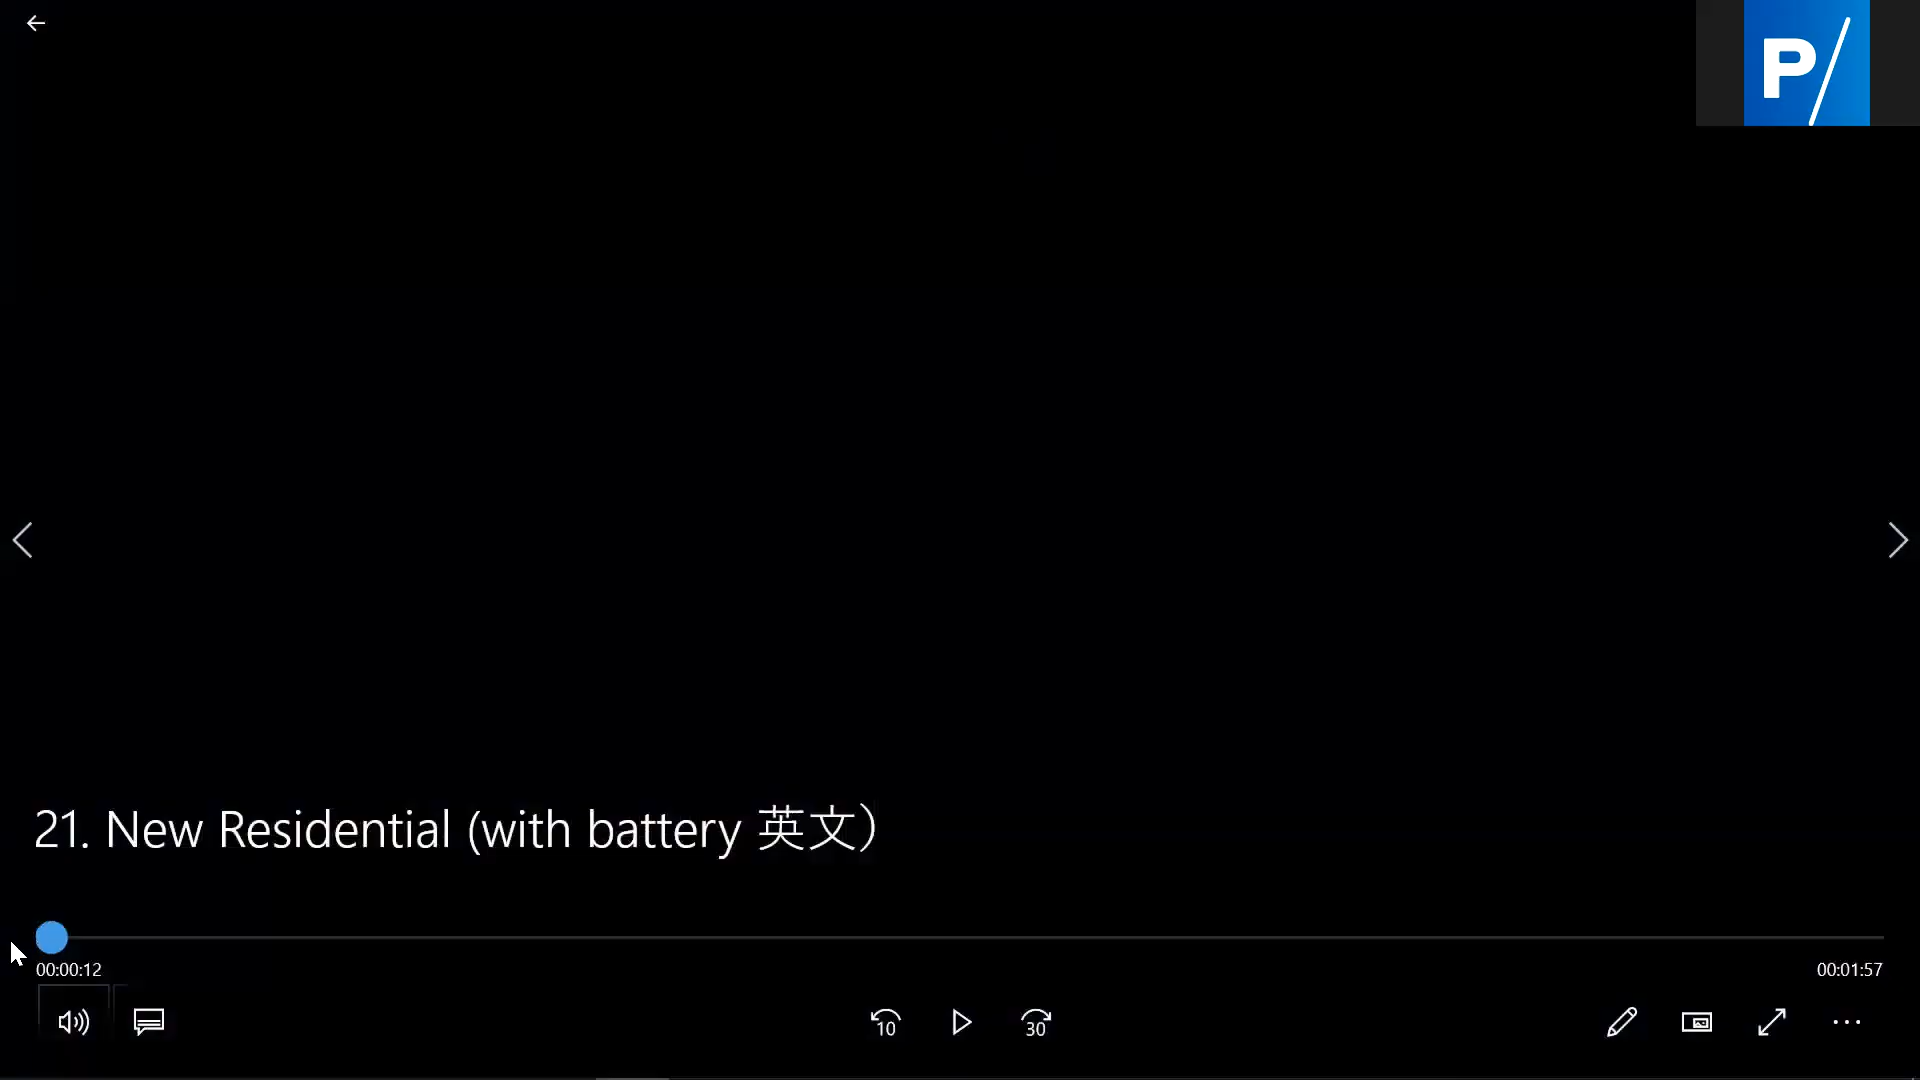 P/
21. New Residential (with battery 英文）
00:00:12
00:01:57
10
30